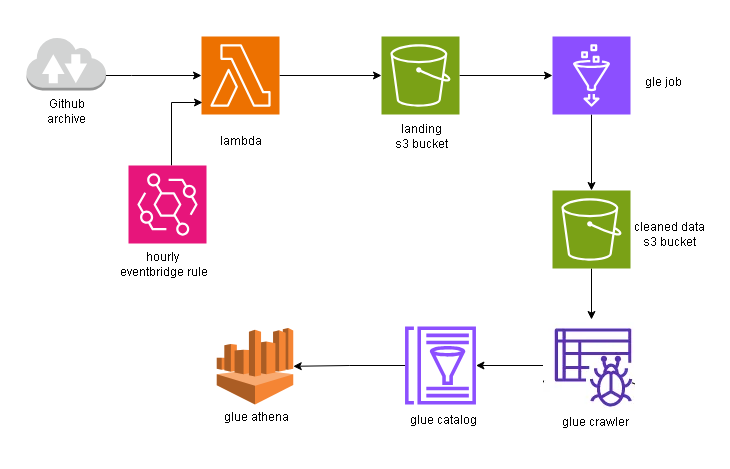 Github
archive
lambda
landing
s3 bucket
gle job
hourly
eventbridge rule
cleaned data
s3 bucket
glue athena
glue catalog
glue crawler